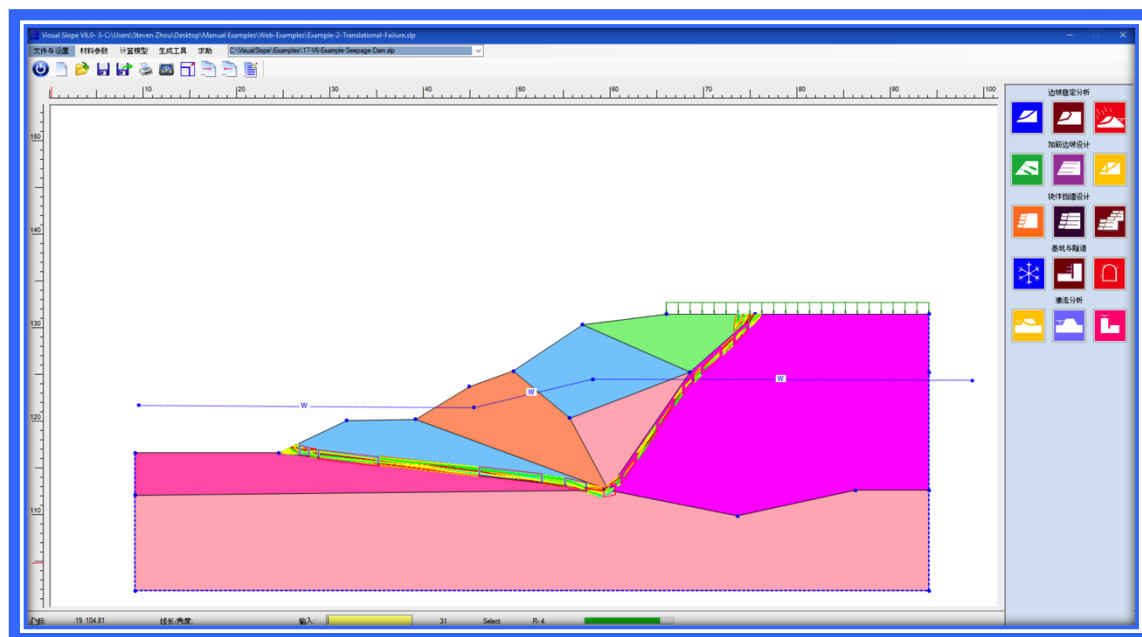 Visual Slope V6.0- 3-C:\Users\Steven Zhou\Desktop\Manual Examples\Web-Examples\Example-2-Translational-Failure.slp
文件与设置 材料参数 计算模型 生成工具 求助 C:\VisualSlope\Examples\17-V6-Example-Seepage-Dam.slp
10 20 30 40 50 60 70 80 90 100
边坡稳定分析
加筋边坡设计
块体挡墙设计
基坑与隧道
渗流分析
150
140
130
120
110
W W W
坐标: .19 104.81 线长/角度: 输入: 31 Select R- 4